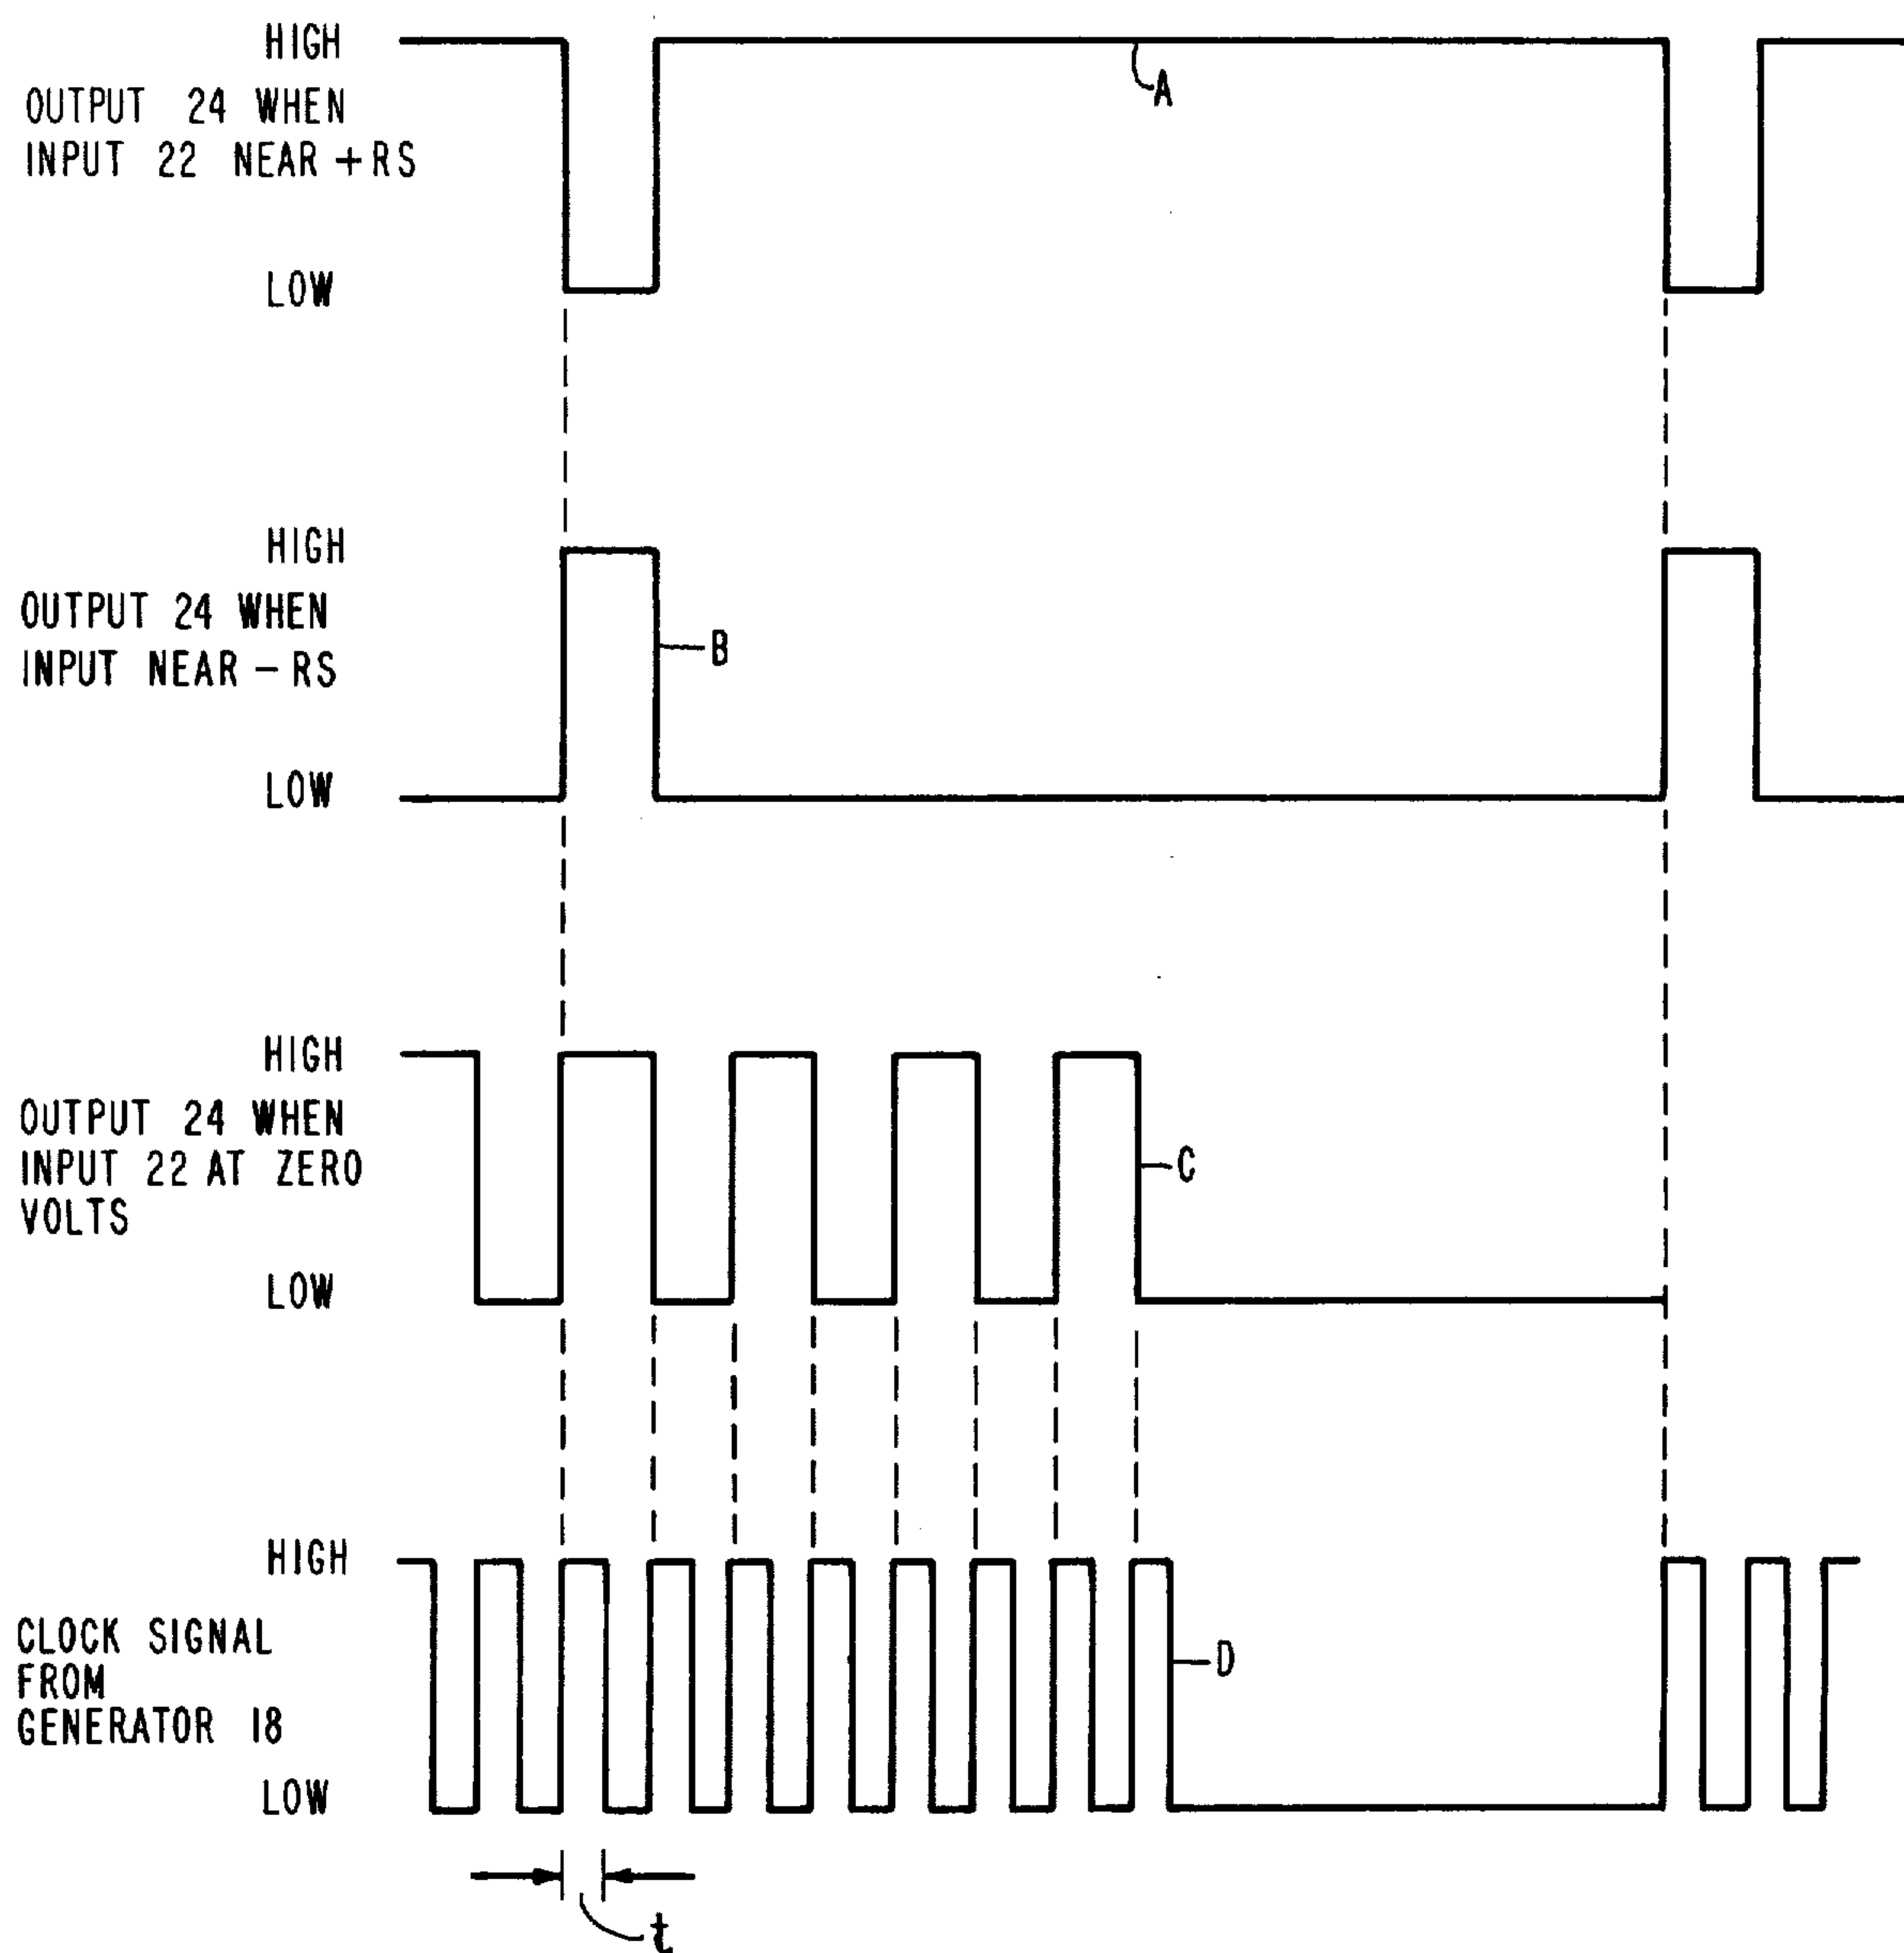 HIGH
OUTPUT 24 WHEN
INPUT 22 NEAR +RS
A
LOW
HIGH
OUTPUT 24 WHEN
INPUT NEAR -RS
B
LOW
HIGH
OUTPUT 24 WHEN
INPUT 22 AT ZERO
VOLTS
C
LOW
HIGH
CLOCK SIGNAL
FROM
GENERATOR 18
D
LOW
t